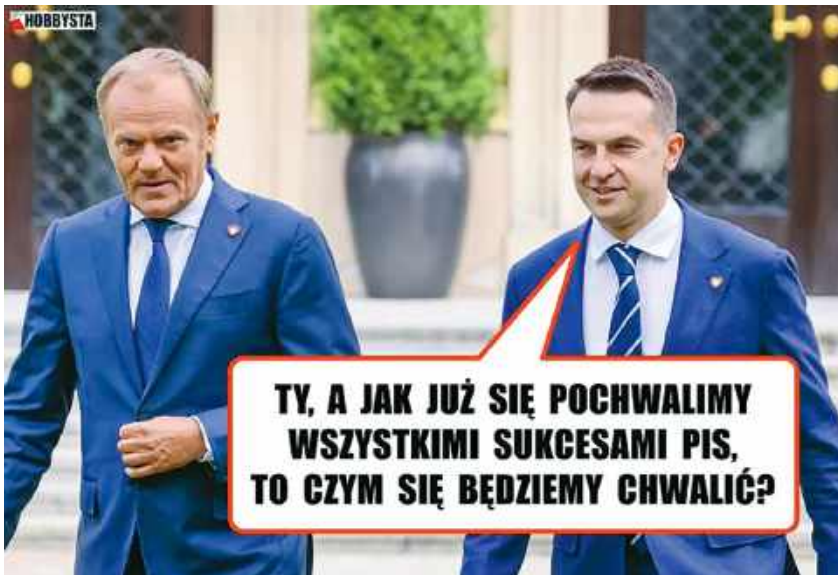 HOBBYSTA
TY, A JAK JUŻ SIĘ POCHWALIMY
WSZYSTKIMI SUKCESAMI PIS,
TO CZYM SIĘ BĘDZIEMY CHWALIĆ?